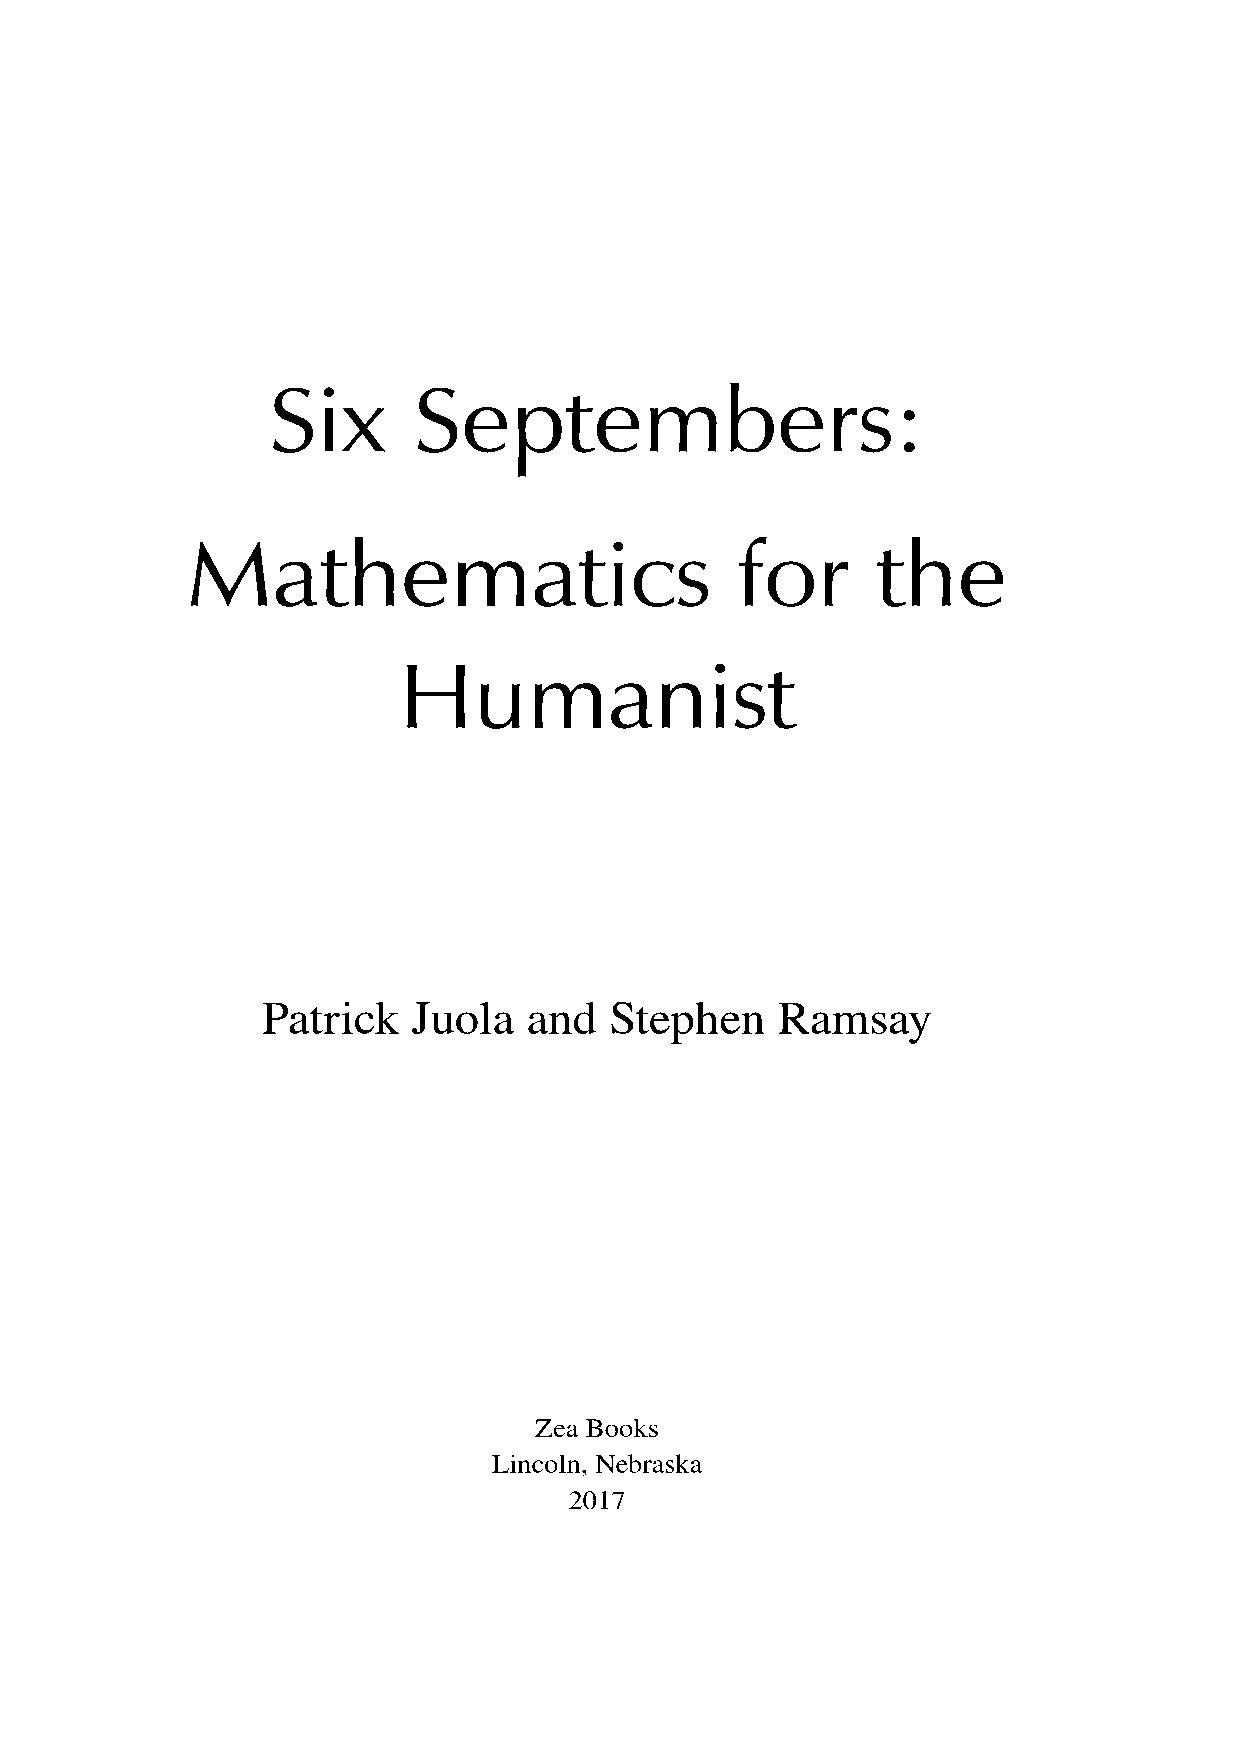 Six Septembers:
Mathematics for the
Humanist
Patrick Juola and Stephen Ramsay
Zea Books
Lincoln, Nebraska
2017